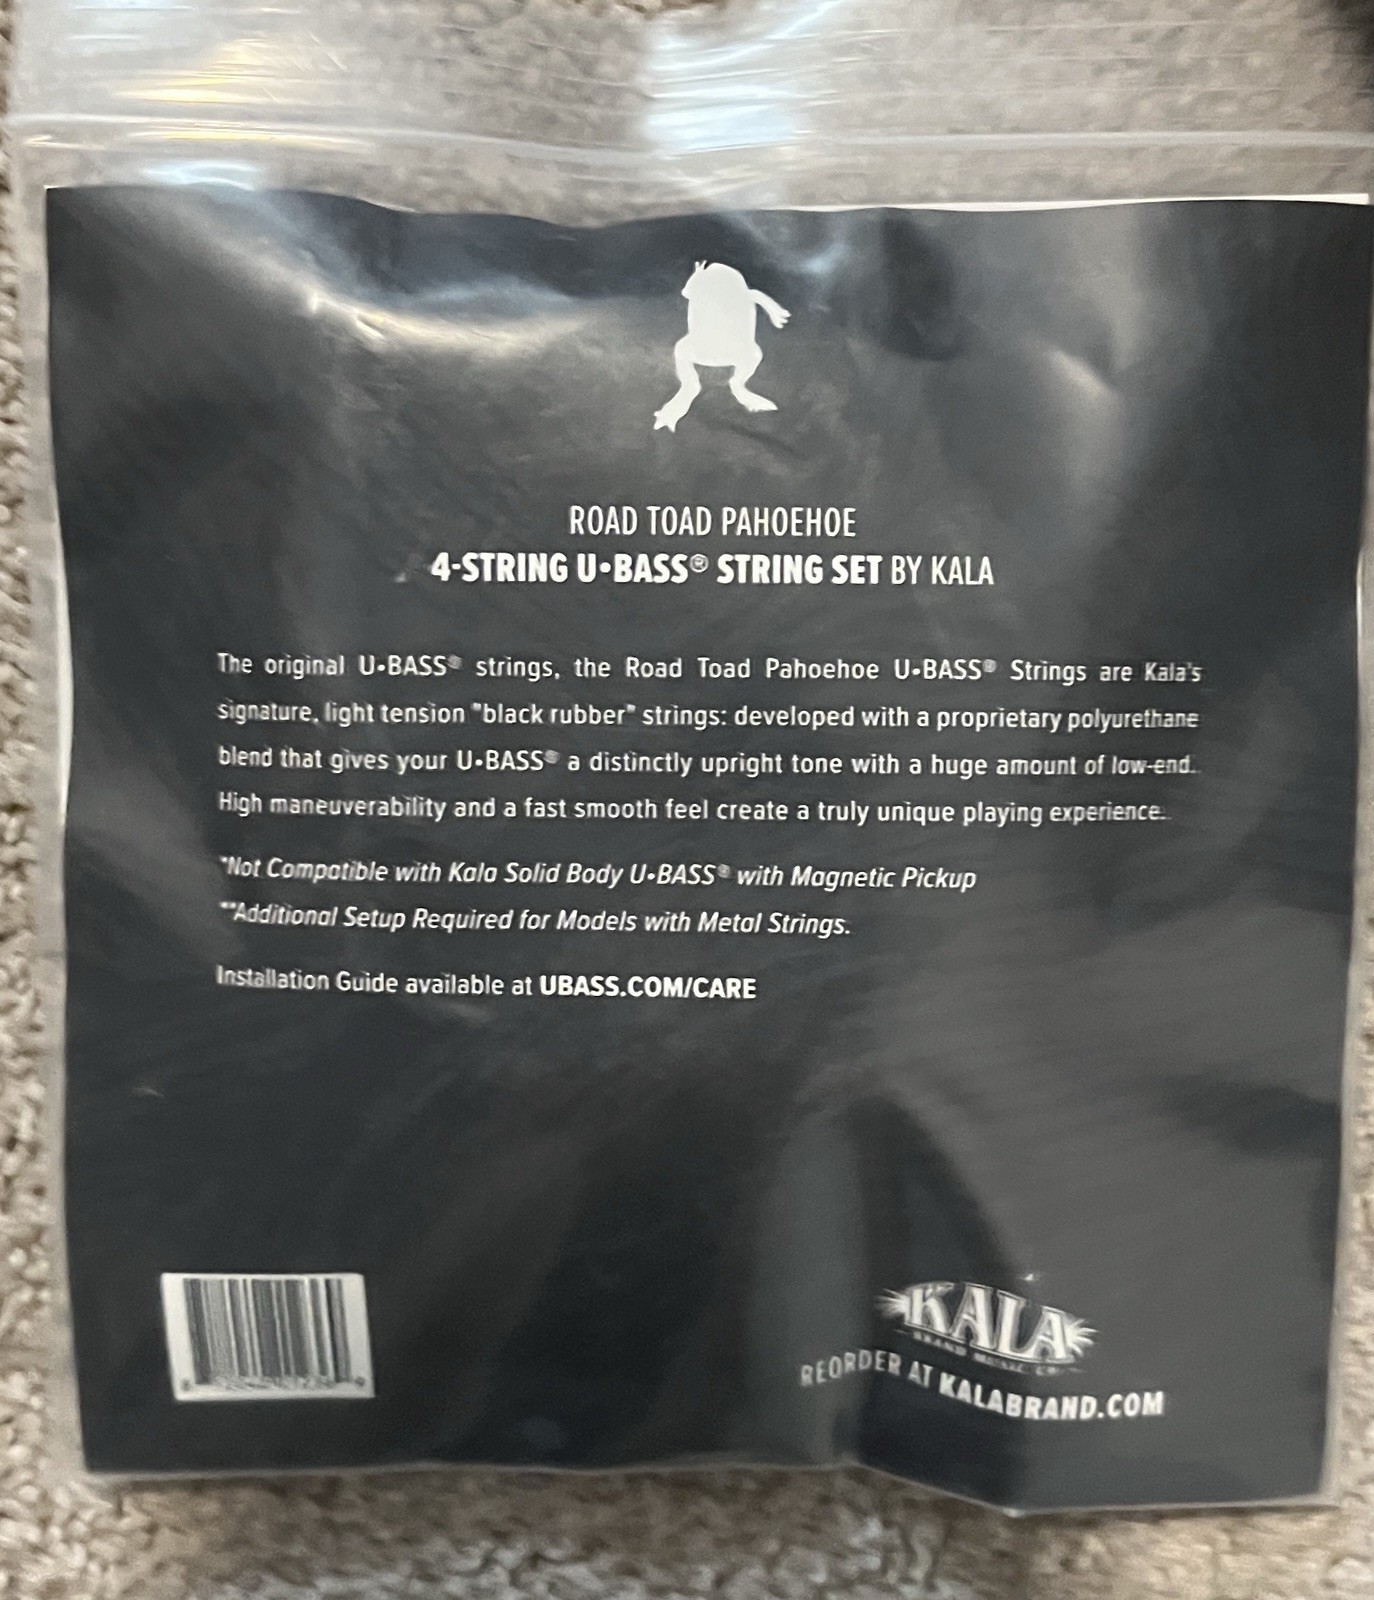 ROAD TOAD PAHOEHOE
4-STRING U•BASS® STRING SET BY KALA
The original U•BASS® strings, the Road Toad Pahoehoe U•BASS® Strings are Kala's
signature, light tension "black rubber" strings: developed with a proprietary polyurethane
blend that gives your U•BASS® a distinctly upright tone with a huge amount of low-end.
High maneuverability and a fast smooth feel create a truly unique playing experience.
*Not Compatible with Kala Solid Body U•BASS® with Magnetic Pickup
**Additional Setup Required for Models with Metal Strings.
Installation Guide available at UBASS.COM/CARE
KALA
BRAND MUSIC CO.
REORDER AT KALABRAND.COM